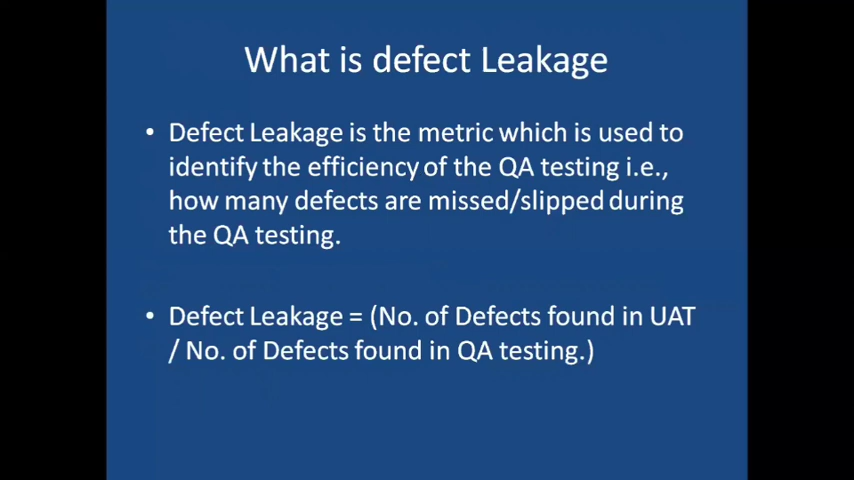 What is defect Leakage
• Defect Leakage is the metric which is used to
identify the efficiency of the QA testing i.e.,
how many defects are missed/slipped during
the QA testing.
• Defect Leakage = (No. of Defects found in UAT
/ No. of Defects found in QA testing.)